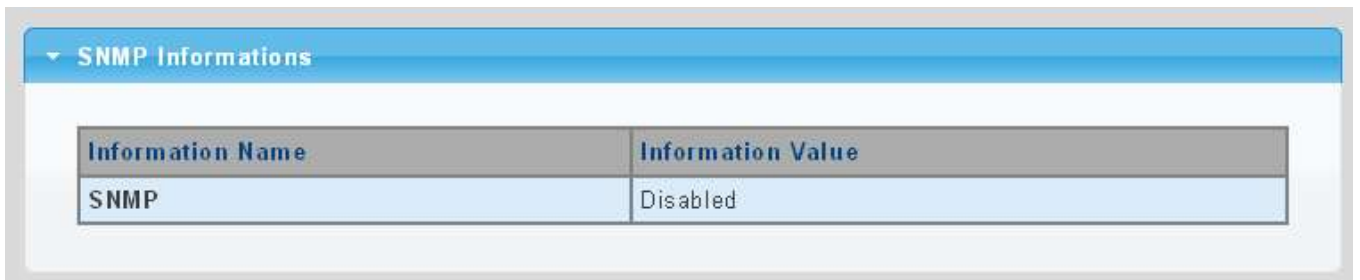 SNMP Informations
Information Name Information Value
SNMP Disabled